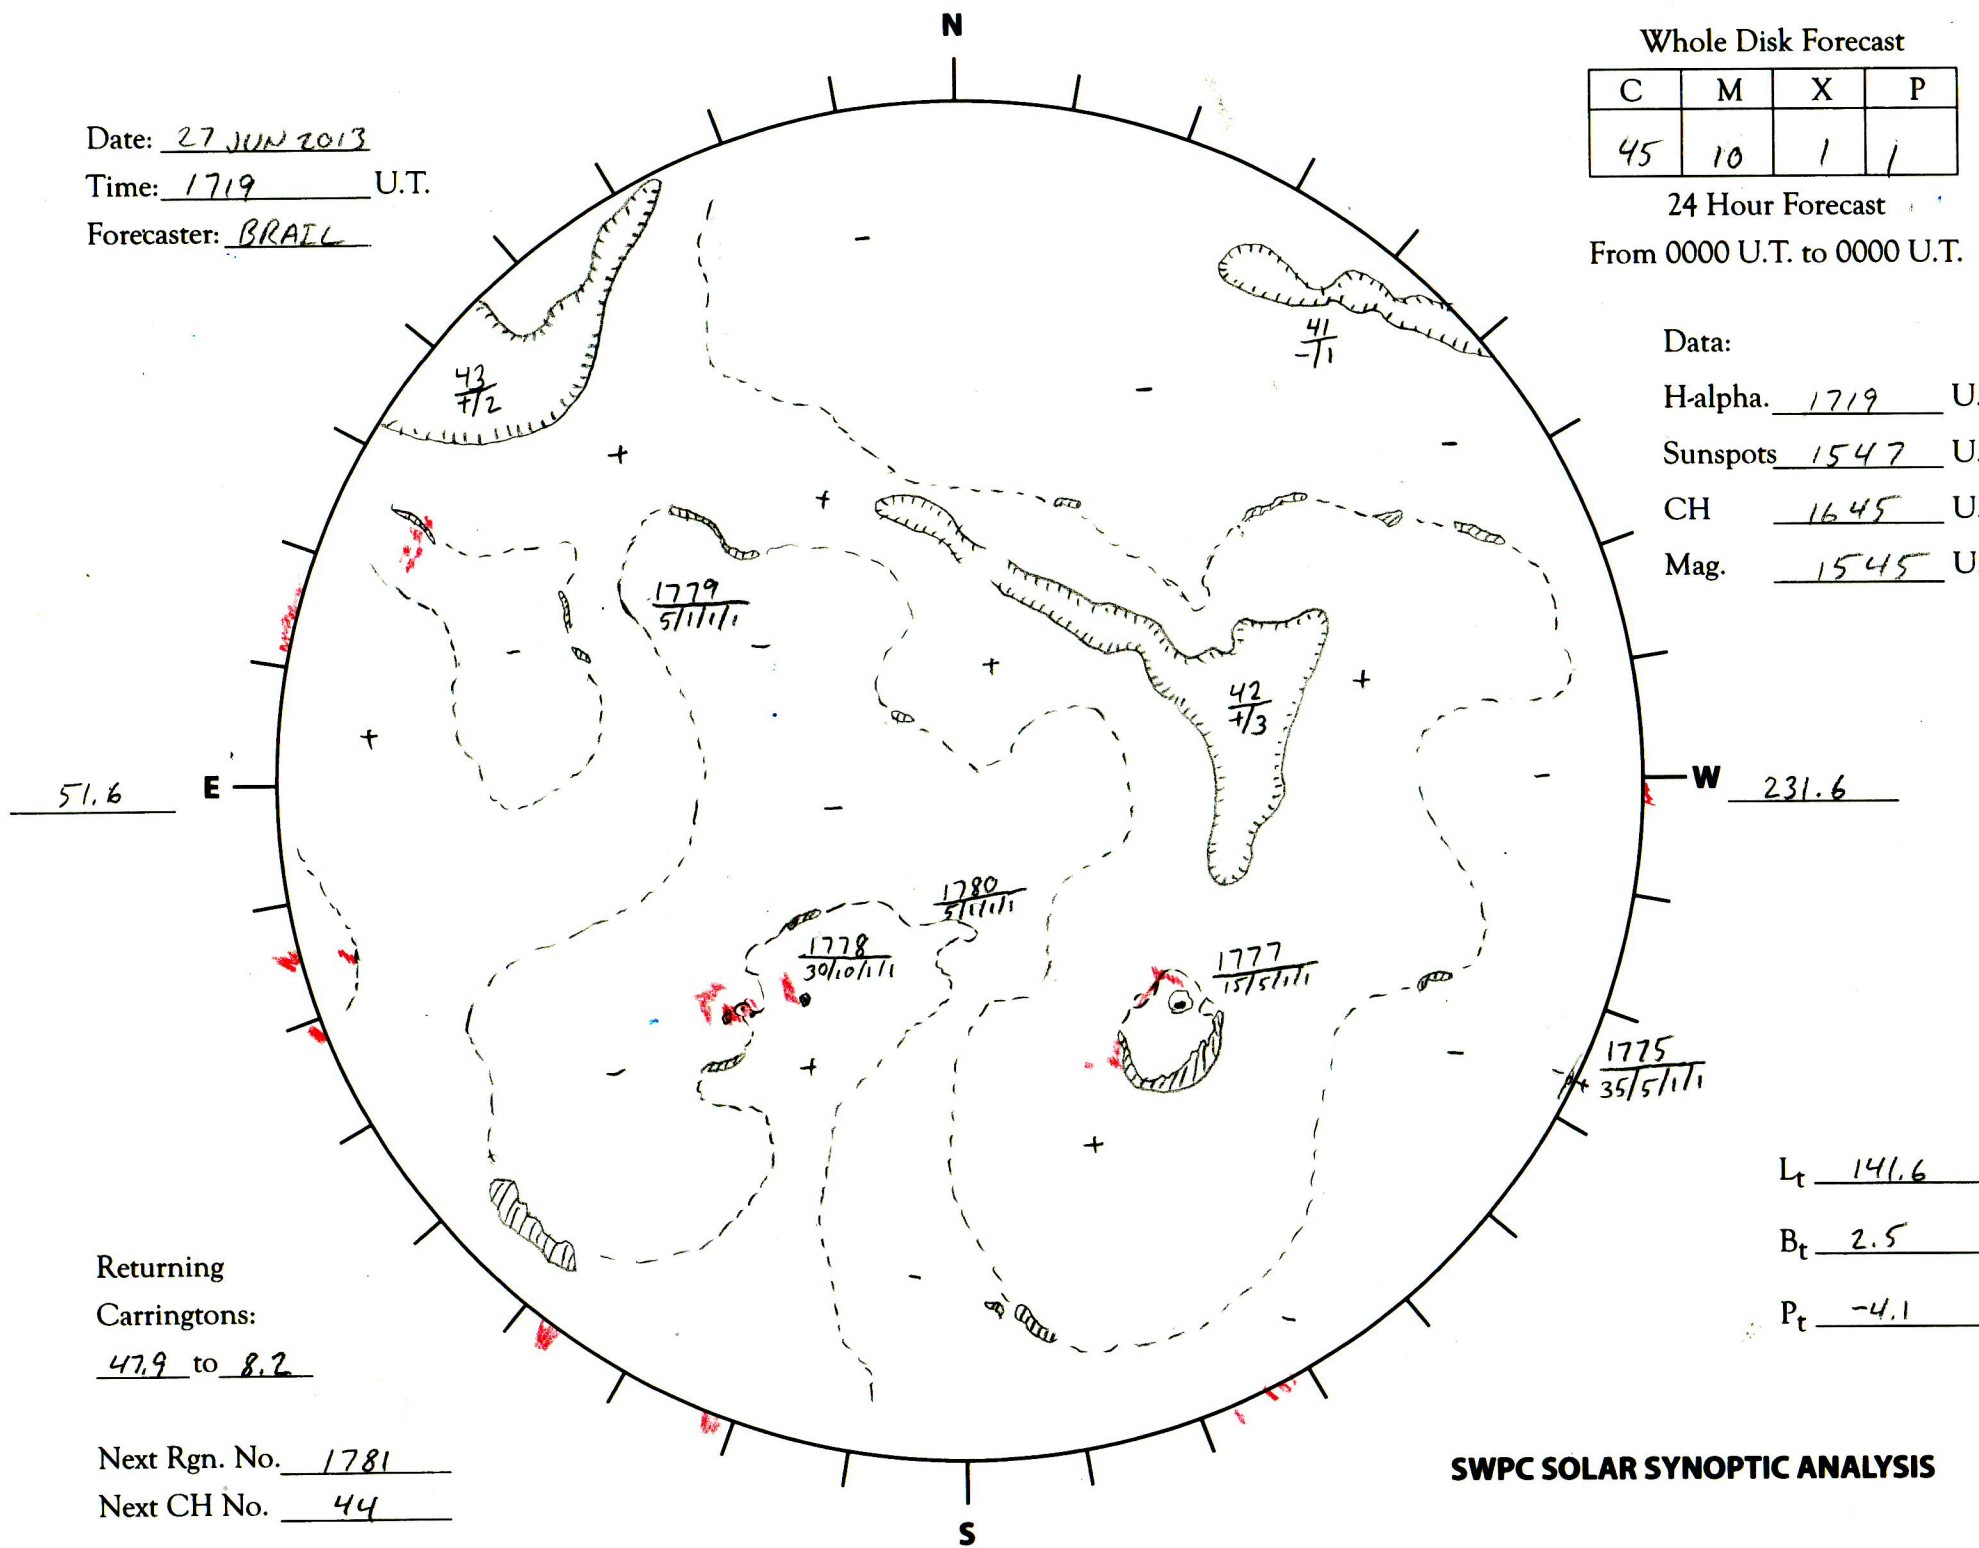 N
Whole Disk Forecast
C M X P
45 10 1 1
24 Hour Forecast
From 0000 U.T. to 0000 U.T.
Date: 27 JUN 2013
Time: 1719 U.T.
Forecaster: BRAIL
Data:
H-alpha. 1719 U.
Sunspots 1547 U.
CH 1645 U.
Mag. 1545 U.
-
41
-/1
43
+/2
-
-
+
+
1779
5/1/1/1
-
-
+
+
42
+/3
+
-
-
51.6 E
W 231.6
1780
5/1/1/1
1778
30/10/1/1
1777
15/5/1/1
-
+
-
1775
35/5/1/1
+
+
-
-
Lt 141.6
Bt 2.5
Pt -4.1
Returning
Carringtons:
47.9 to 8.2
Next Rgn. No. 1781
Next CH No. 44
SWPC SOLAR SYNOPTIC ANALYSIS
S